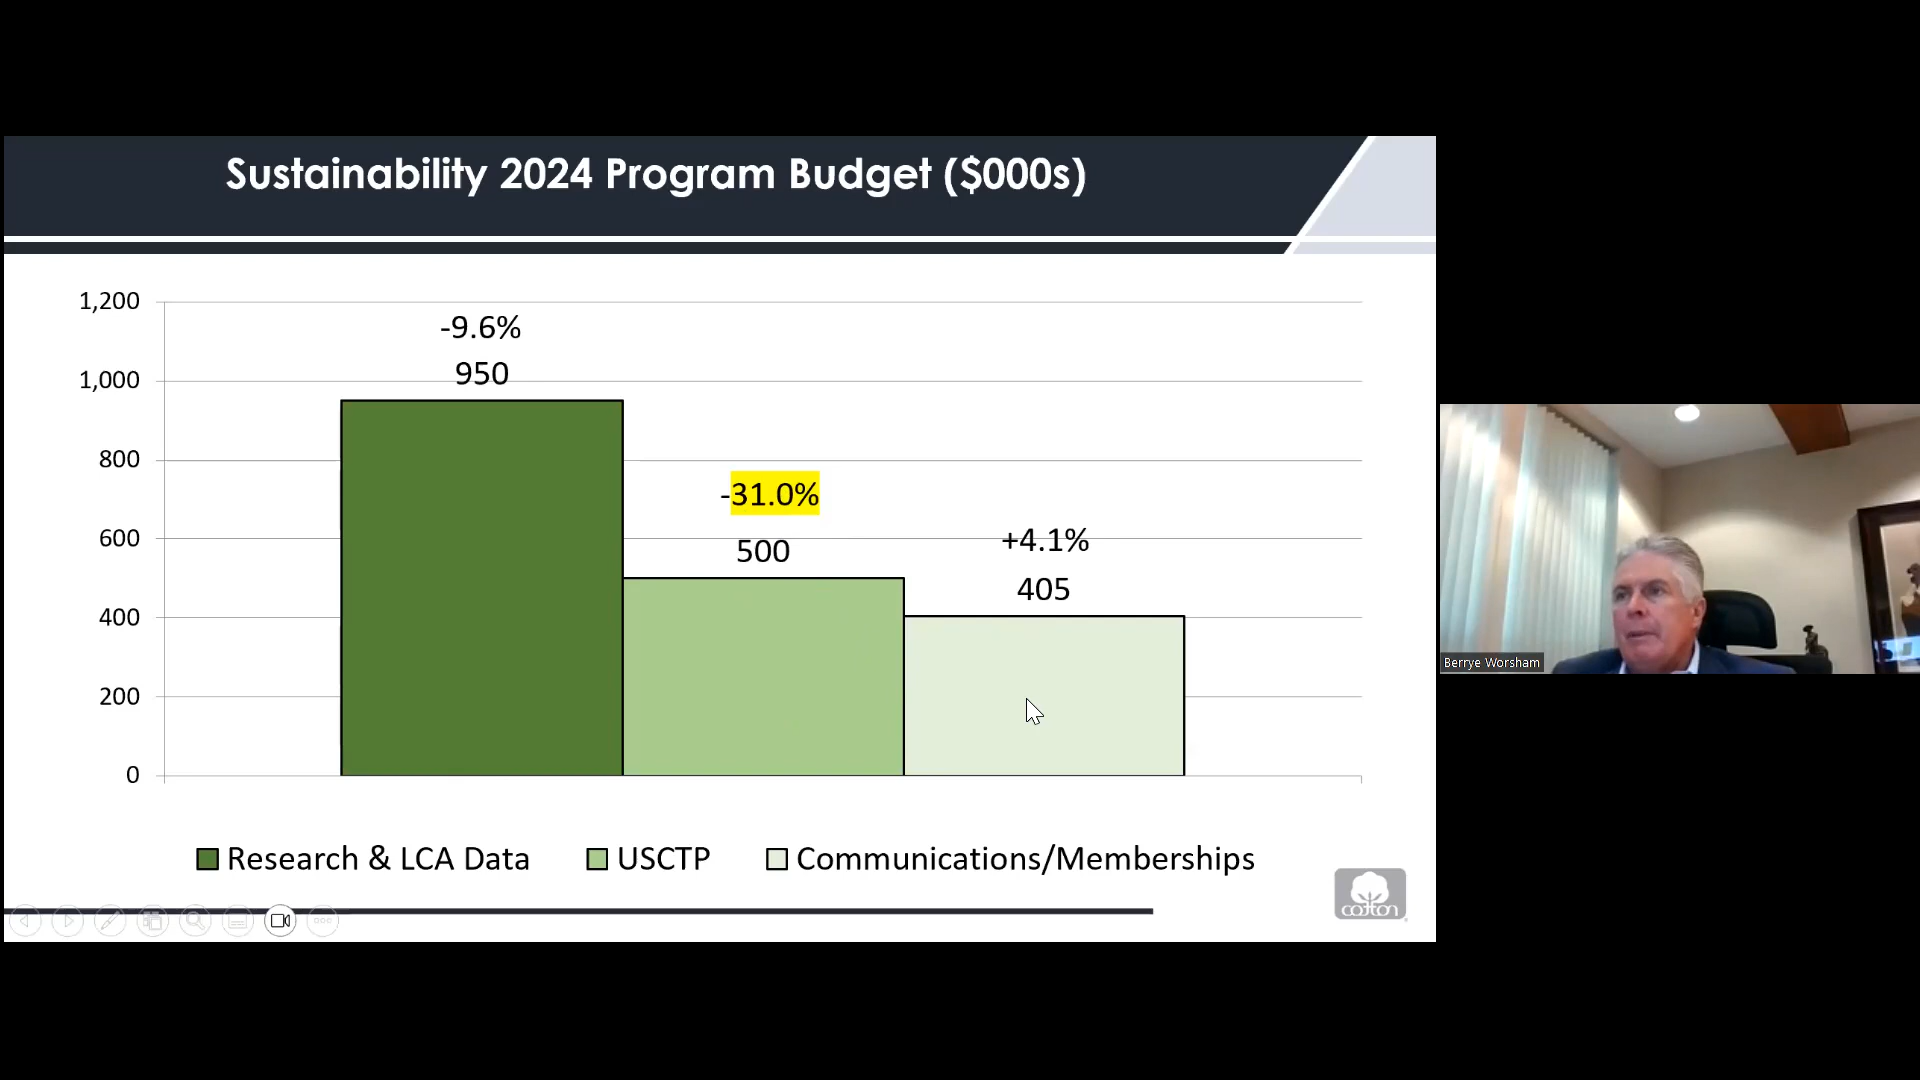 Sustainability 2024 Program Budget ($000s)
1,200
1,000
800
600
400
200
0
-9.6%
950
-31.0%
500
+4.1%
405
Research & LCA Data
USCTP
Communications/Memberships
cotton
Berrye Worsham